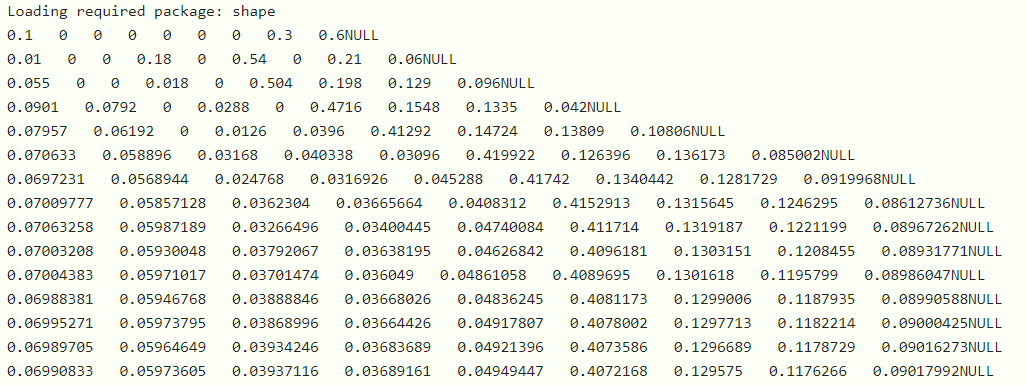 Loading required package: shape
0.1   0   0   0   0   0   0   0.3   0.6NULL
0.01   0   0   0.18   0   0.54   0   0.21   0.06NULL
0.055   0   0   0.018   0   0.504   0.198   0.129   0.096NULL
0.0901   0.0792   0   0.0288   0   0.4716   0.1548   0.1335   0.042NULL
0.07957   0.06192   0   0.0126   0.0396   0.41292   0.14724   0.13809   0.10806NULL
0.070633   0.058896   0.03168   0.040338   0.03096   0.419922   0.126396   0.136173   0.085002NULL
0.0697231   0.0568944   0.024768   0.0316926   0.045288   0.41742   0.1340442   0.1281729   0.0919968NULL
0.07009777   0.05857128   0.0362304   0.03665664   0.0408312   0.4152913   0.1315645   0.1246295   0.08612736NULL
0.07063258   0.05987189   0.03266496   0.03400445   0.04740084   0.411714   0.1319187   0.1221199   0.08967262NULL
0.07003208   0.05930048   0.03792067   0.03638195   0.04626842   0.4096181   0.1303151   0.1208455   0.08931771NULL
0.07004383   0.05971017   0.03701474   0.036049   0.04861058   0.4089695   0.1301618   0.1195799   0.08986047NULL
0.06988381   0.05946768   0.03888846   0.03668026   0.04836245   0.4081173   0.1299006   0.1187935   0.08990588NULL
0.06995271   0.05973795   0.03868996   0.03664426   0.04917807   0.4078002   0.1297713   0.1182214   0.09000425NULL
0.06989705   0.05964649   0.03934246   0.03683689   0.04921396   0.4073586   0.1296689   0.1178729   0.09016273NULL
0.06990833   0.05973605   0.03937116   0.03689161   0.04949447   0.4072168   0.129575   0.1176266   0.09017992NULL